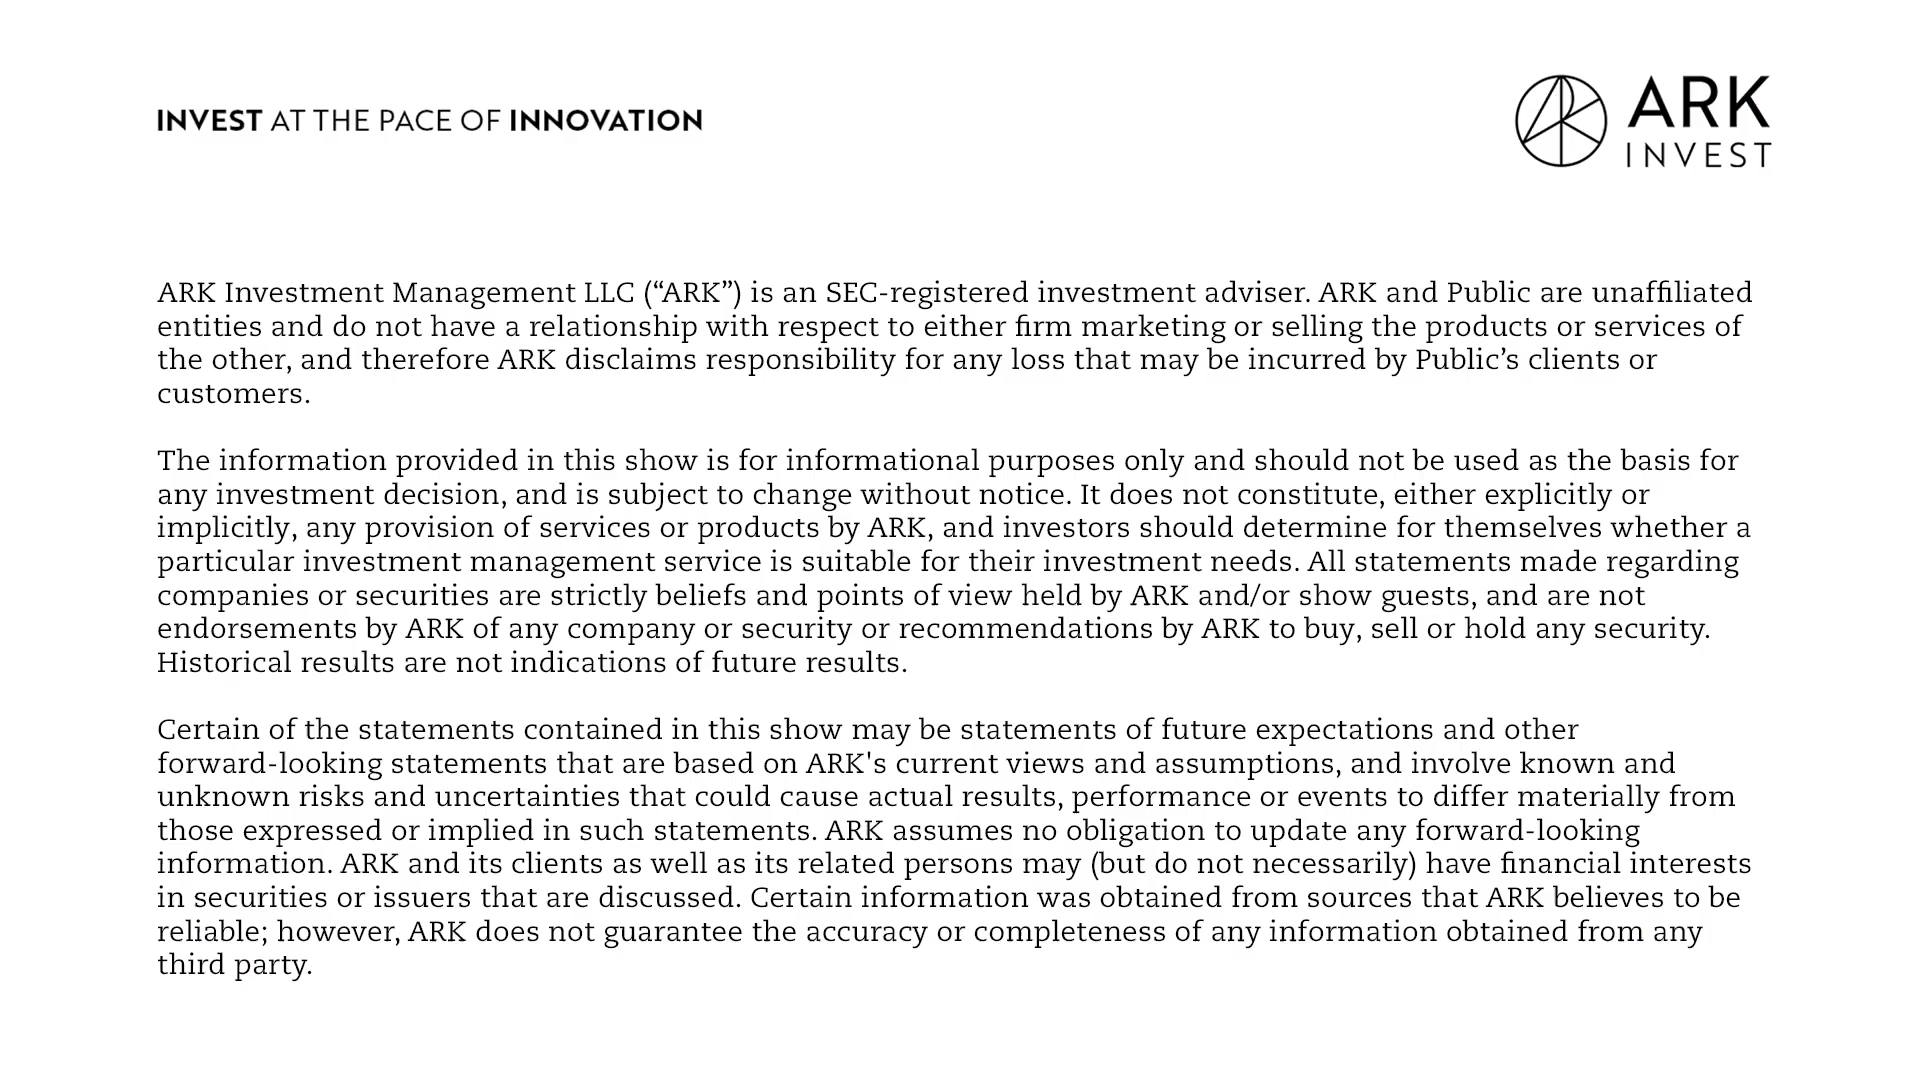 INVEST AT THE PACE OF INNOVATION
ARK
INVEST
ARK Investment Management LLC (“ARK”) is an SEC-registered investment adviser. ARK and Public are unaffiliated
entities and do not have a relationship with respect to either firm marketing or selling the products or services of
the other, and therefore ARK disclaims responsibility for any loss that may be incurred by Public’s clients or
customers.
The information provided in this show is for informational purposes only and should not be used as the basis for
any investment decision, and is subject to change without notice. It does not constitute, either explicitly or
implicitly, any provision of services or products by ARK, and investors should determine for themselves whether a
particular investment management service is suitable for their investment needs. All statements made regarding
companies or securities are strictly beliefs and points of view held by ARK and/or show guests, and are not
endorsements by ARK of any company or security or recommendations by ARK to buy, sell or hold any security.
Historical results are not indications of future results.
Certain of the statements contained in this show may be statements of future expectations and other
forward-looking statements that are based on ARK's current views and assumptions, and involve known and
unknown risks and uncertainties that could cause actual results, performance or events to differ materially from
those expressed or implied in such statements. ARK assumes no obligation to update any forward-looking
information. ARK and its clients as well as its related persons may (but do not necessarily) have financial interests
in securities or issuers that are discussed. Certain information was obtained from sources that ARK believes to be
reliable; however, ARK does not guarantee the accuracy or completeness of any information obtained from any
third party.